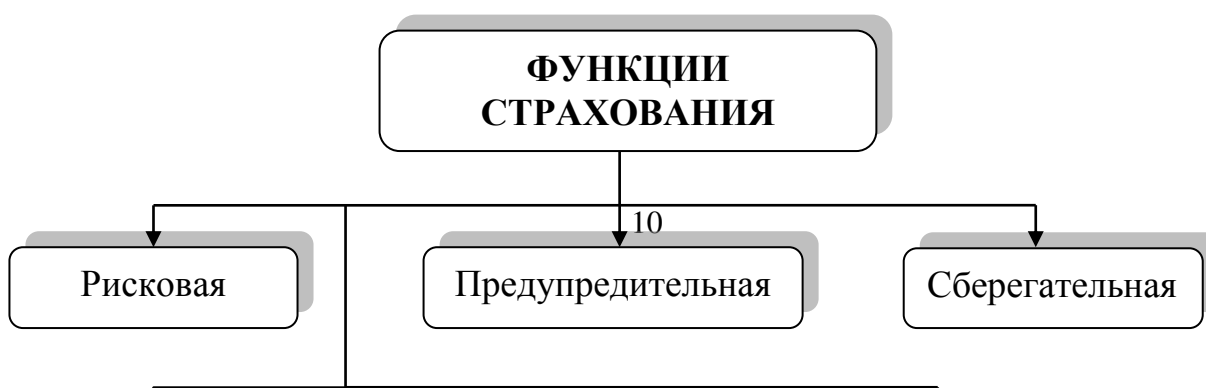 ФУНКЦИИ
СТРАХОВАНИЯ
10
Рисковая
Предупредительная
Сберегательная